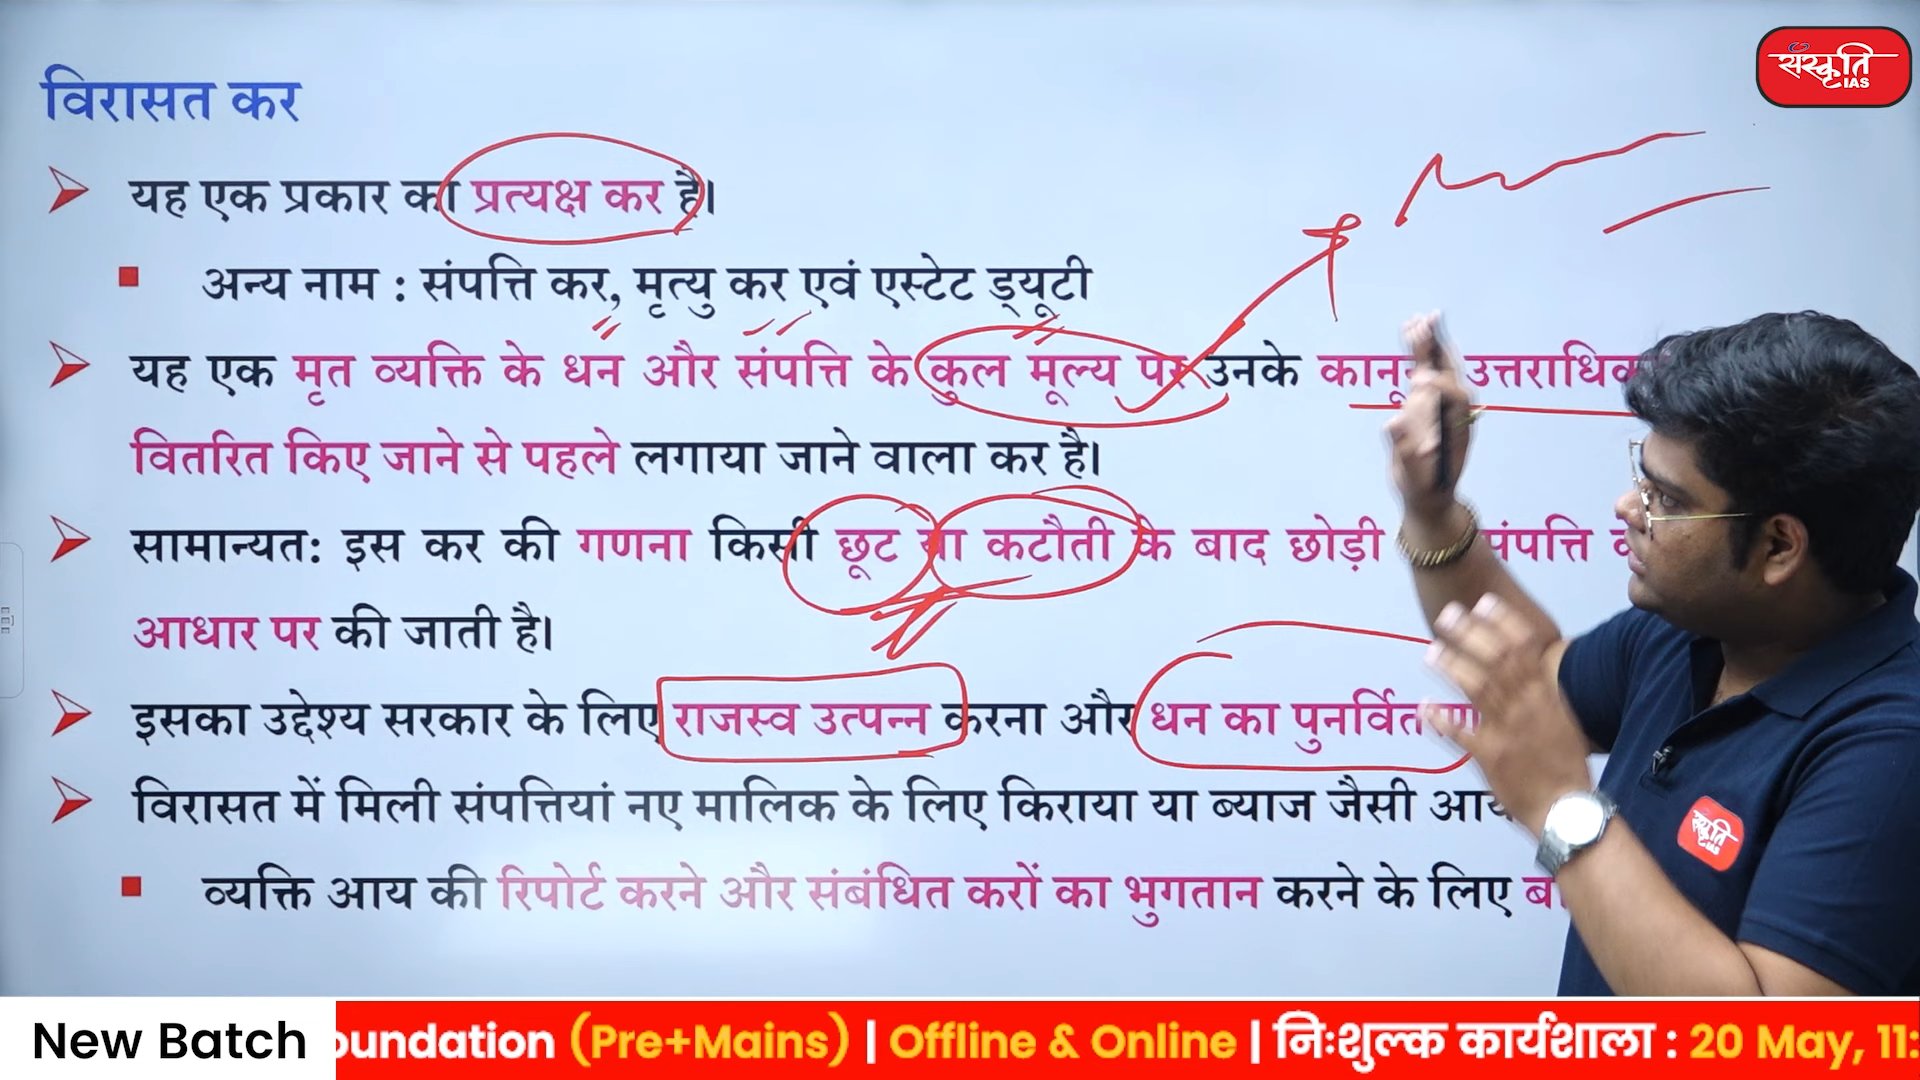 संस्कृति
IAS
विरासत कर
यह एक प्रकार का प्रत्यक्ष कर है।
अन्य नाम : संपत्ति कर, मृत्यु कर एवं एस्टेट ड्यूटी
यह एक मृत व्यक्ति के धन और संपत्ति के कुल मूल्य पर उनके
वितरित किए जाने से पहले लगाया जाने वाला कर है।
सामान्यत: इस कर की गणना किसी छूट या कटौती के बाद छोड़ी संपत्ति
आधार पर की जाती है।
इसका उद्देश्य सरकार के लिए राजस्व उत्पन्न करना और धन का
विरासत में मिली संपत्तियां नए मालिक के लिए किराया या ब्याज जैसी
व्यक्ति आय की रिपोर्ट करने और संबंधित करों का भुगतान करने के लिए
संस्कृति
IAS
New Batch
oundation (Pre+Mains) | Offline & Online | निःशुल्क कार्यशाला : 20 May, 11: